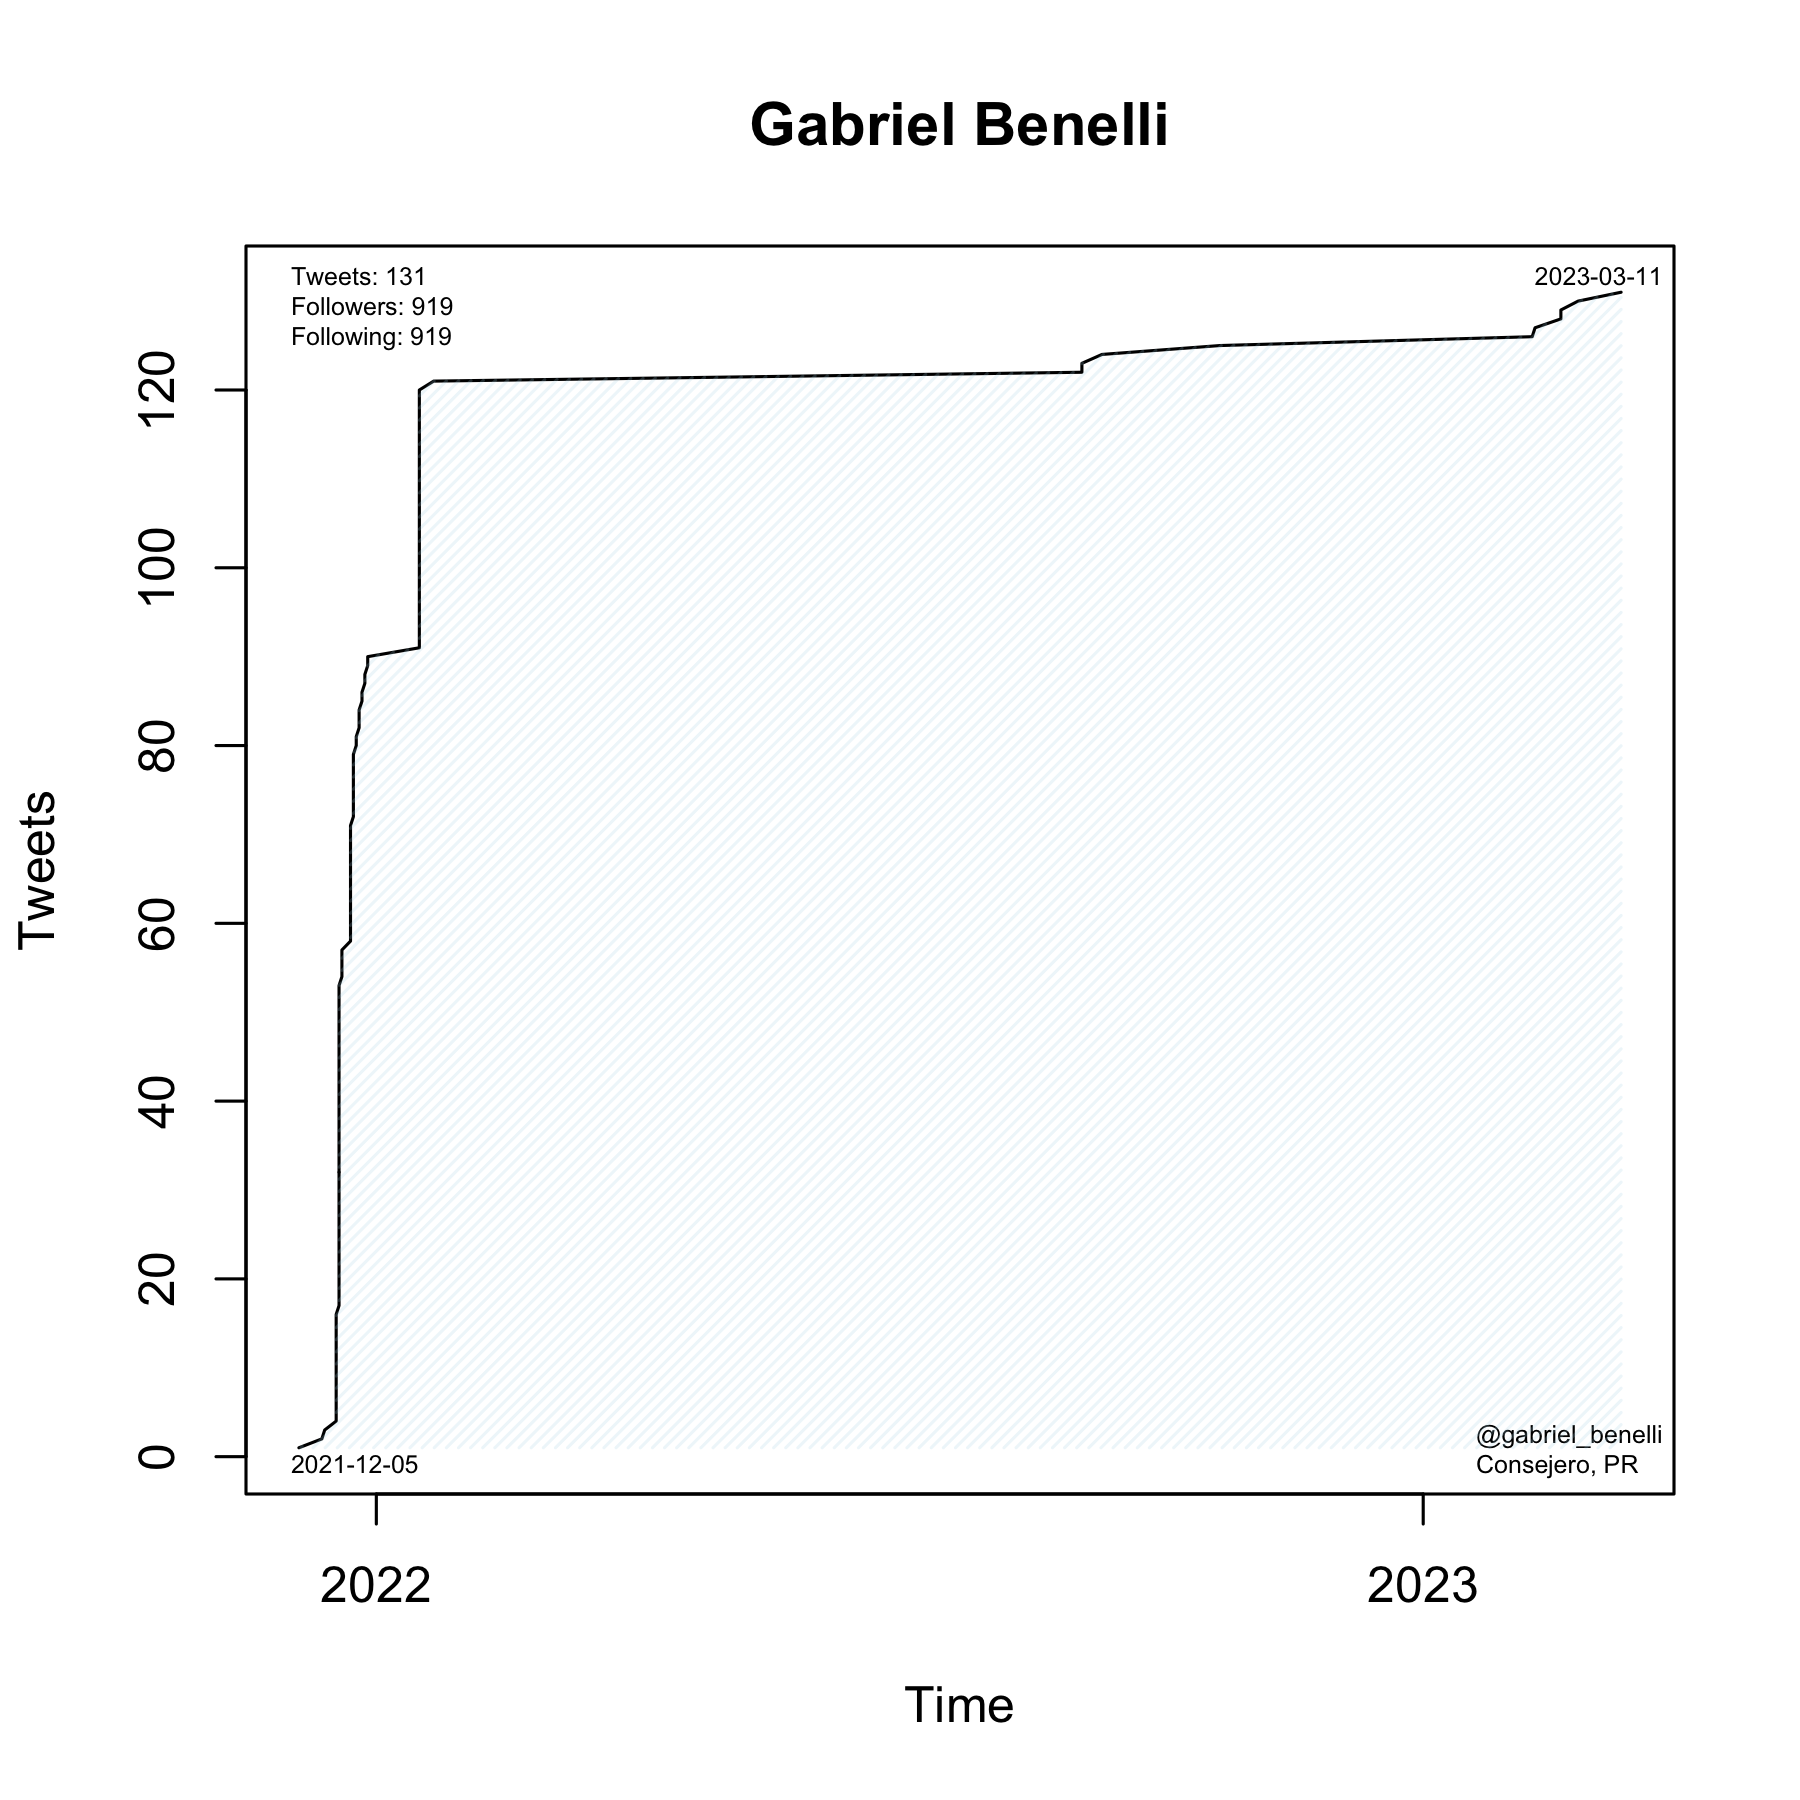 Gabriel Benelli
Tweets: 131
Followers: 919
Following: 919
2023-03-11
120
100
80
60
40
20
0
Tweets
2021-12-05
@gabriel_benelli
Consejero, PR
2022
2023
Time